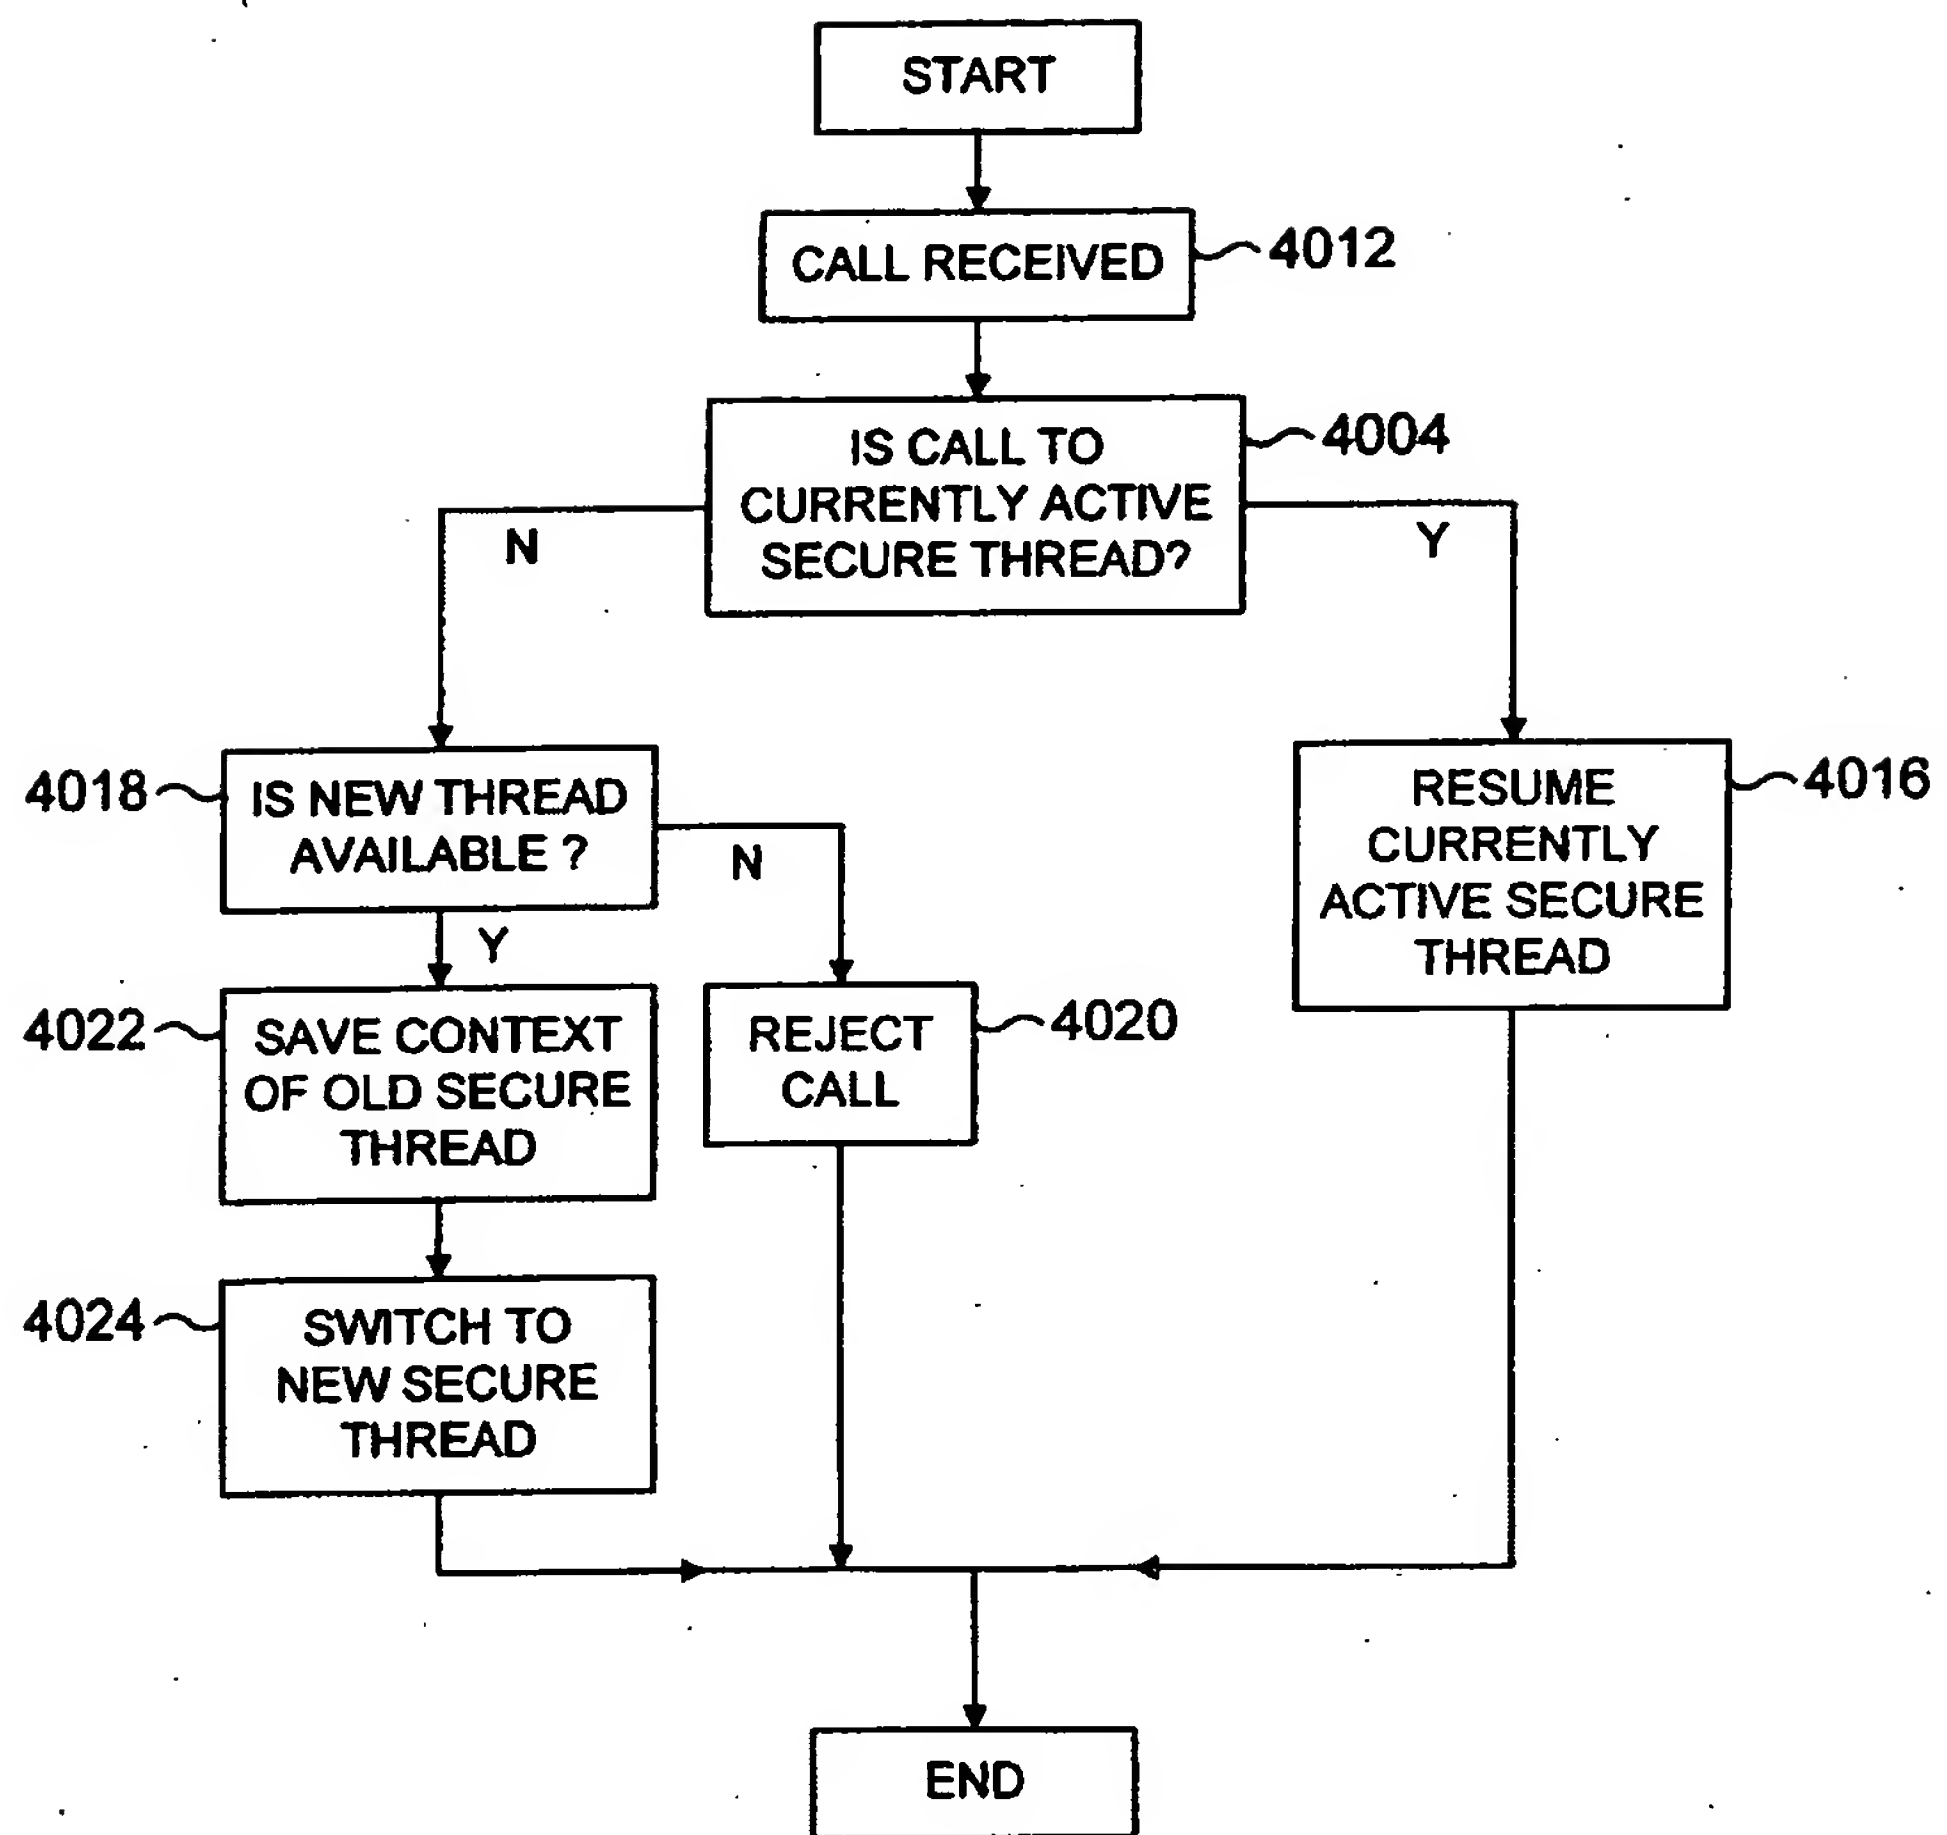 START
CALL RECEIVED
4012
IS CALL TO
CURRENTLY ACTIVE
SECURE THREAD?
4004
N
Y
4018
IS NEW THREAD
AVAILABLE ?
N
Y
RESUME
CURRENTLY
ACTIVE SECURE
THREAD
4016
4022
SAVE CONTEXT
OF OLD SECURE
THREAD
REJECT
CALL
4020
4024
SWITCH TO
NEW SECURE
THREAD
END